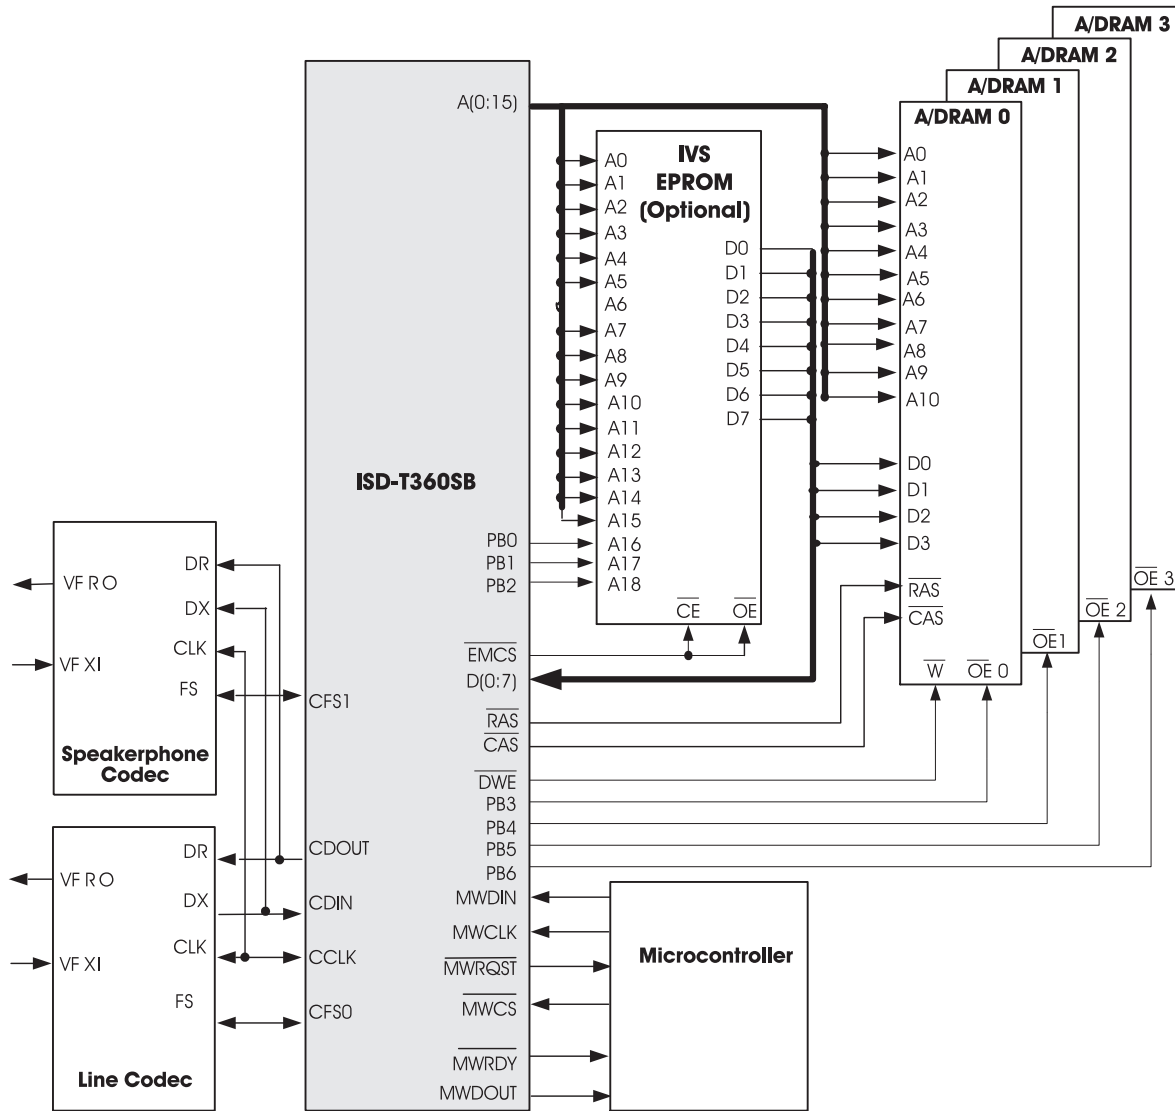 A/DRAM 3
A/DRAM 2
A/DRAM 1
A/DRAM 0
A(0:15)
IVS
EPROM
(Optional)
A0
A1
A2
A3
A4
A5
A6
A7
A8
A9
A10
A11
A12
A13
A14
A15
A16
A17
A18
D0
D1
D2
D3
D4
D5
D6
D7
CE
OE
A0
A1
A2
A3
A4
A5
A6
A7
A8
A9
A10
D0
D1
D2
D3
RAS
CAS
W
OE 0
OE1
OE 2
OE 3
ISD-T360SB
PB0
PB1
PB2
EMCS
D(0:7)
RAS
CAS
DWE
PB3
PB4
PB5
PB6
MWDIN
MWCLK
MWRQST
MWCS
MWRDY
MWDOUT
CFS1
CDOUT
CDIN
CCLK
CFS0
DR
VF RO
DX
CLK
VF XI
FS
Speakerphone
Codec
DR
VF RO
DX
CLK
VF XI
FS
Line Codec
Microcontroller